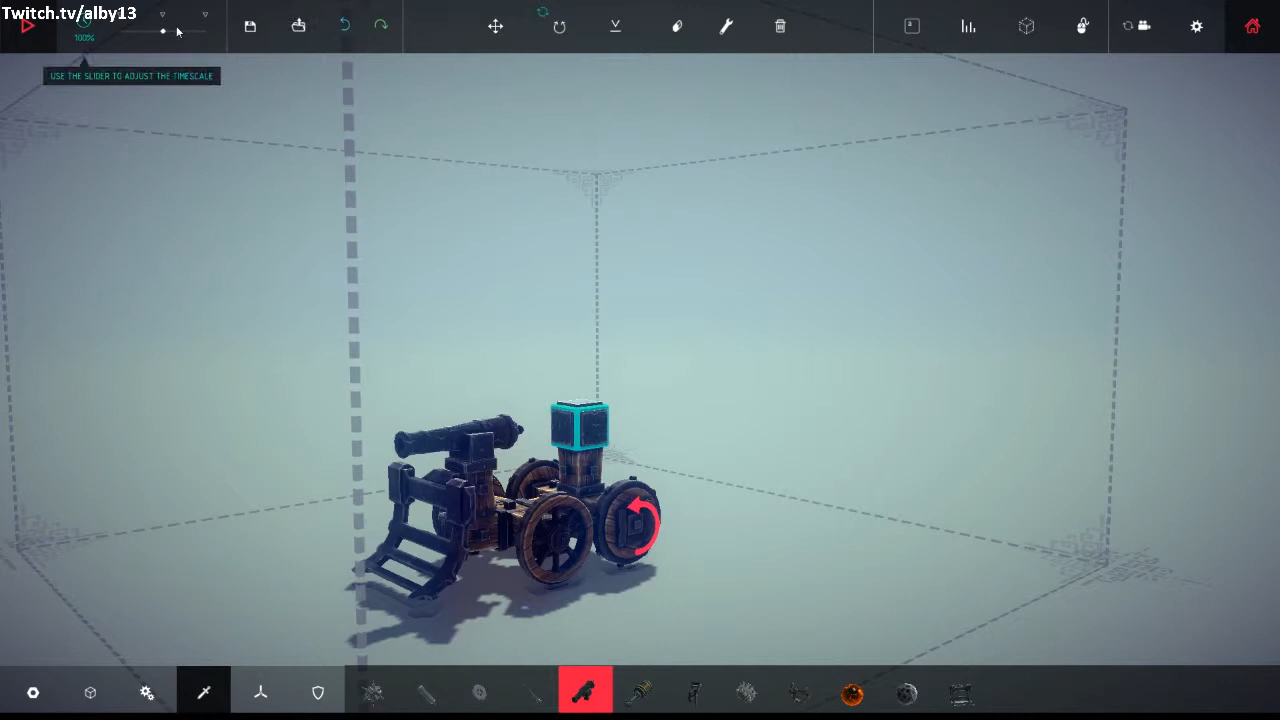 Twitch.tv/alby13
100%
USE THE SLIDER TO ADJUST THE TIMESCALE